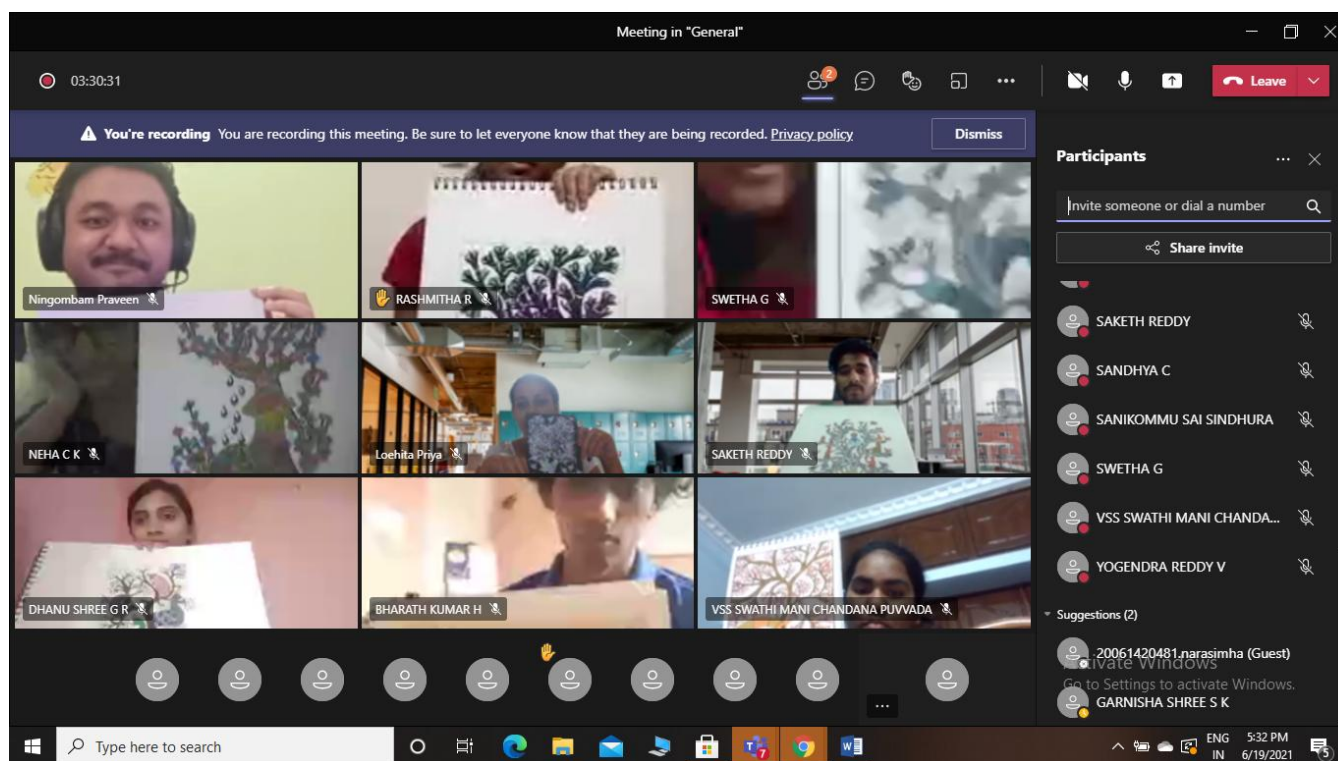 Meeting in "General"
03:30:31
2
Leave
You're recording You are recording this meeting. Be sure to let everyone know that they are being recorded. Privacy policy
Dismiss
Participants
Invite someone or dial a number
Share invite
Ningombam Praveen
RASHMITHA R
SWETHA G
NEHA C K
Loehita Priya
SAKETH REDDY
DHANU SHREE G R
BHARATH KUMAR H
VSS SWATHI MANI CHANDANA PUVVADA
SAKETH REDDY
SANDHYA C
SANIKOMMU SAI SINDHURA
SWETHA G
VSS SWATHI MANI CHANDA...
YOGENDRA REDDY V
Suggestions (2)
20061420481.narasimha (Guest)
Activate Windows
Go to Settings to activate Windows.
GARNISHA SHREE S K
Type here to search
7
ENG
IN
5:32 PM
6/19/2021
5